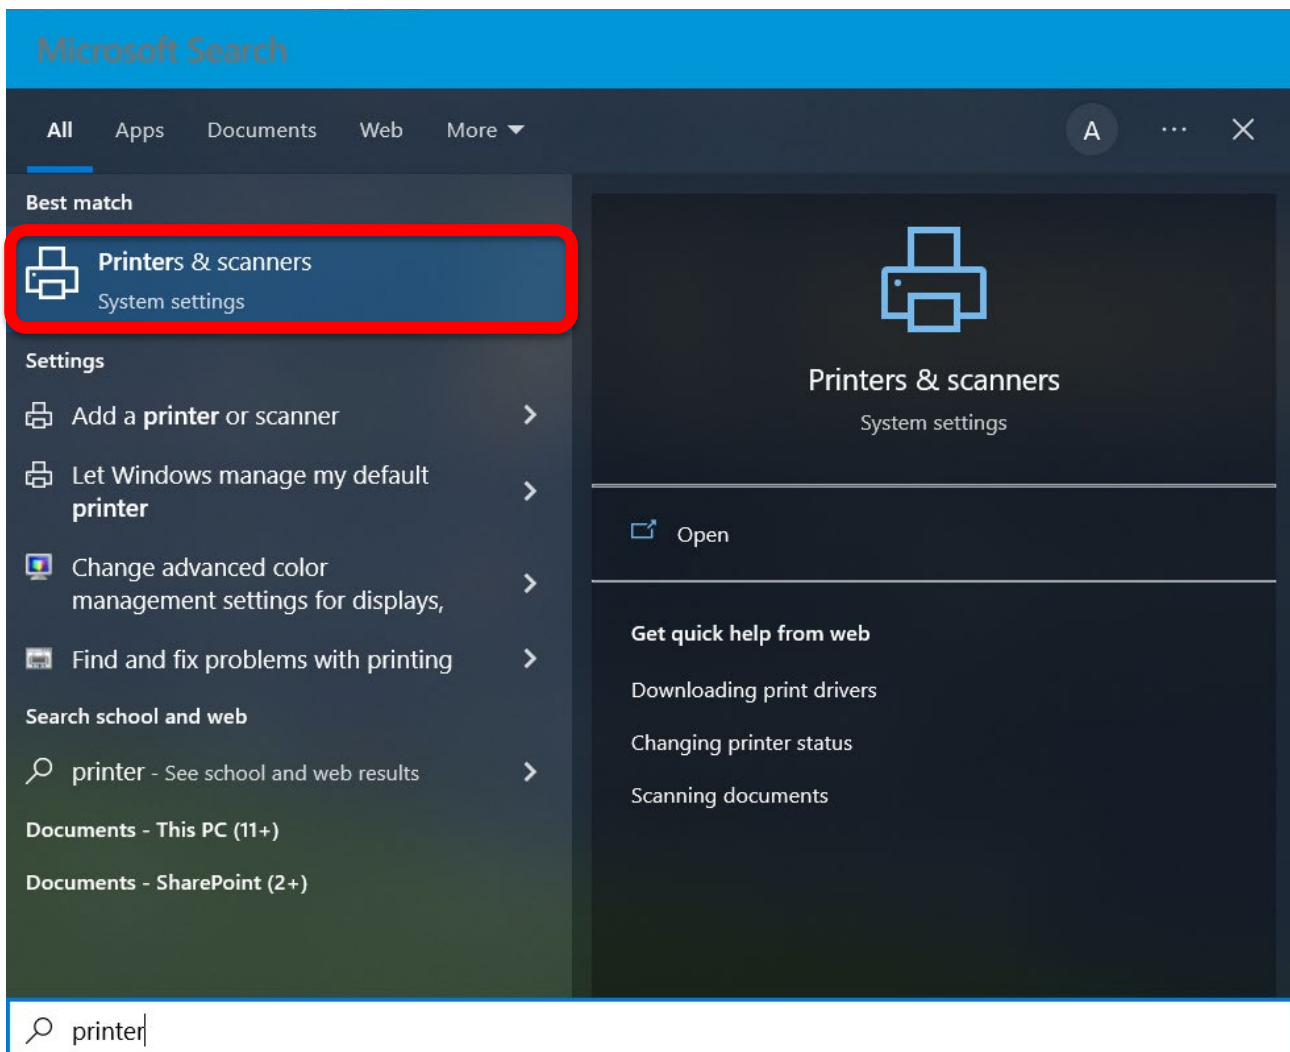 Microsoft Search
All Apps Documents Web More A
Best match
Printers & scanners
System settings
Settings
Add a printer or scanner
Let Windows manage my default
printer
Change advanced color
management settings for displays,
Find and fix problems with printing
Search school and web
printer - See school and web results
Documents - This PC (11+)
Documents - SharePoint (2+)
Printers & scanners
System settings
Open
Get quick help from web
Downloading print drivers
Changing printer status
Scanning documents
printer